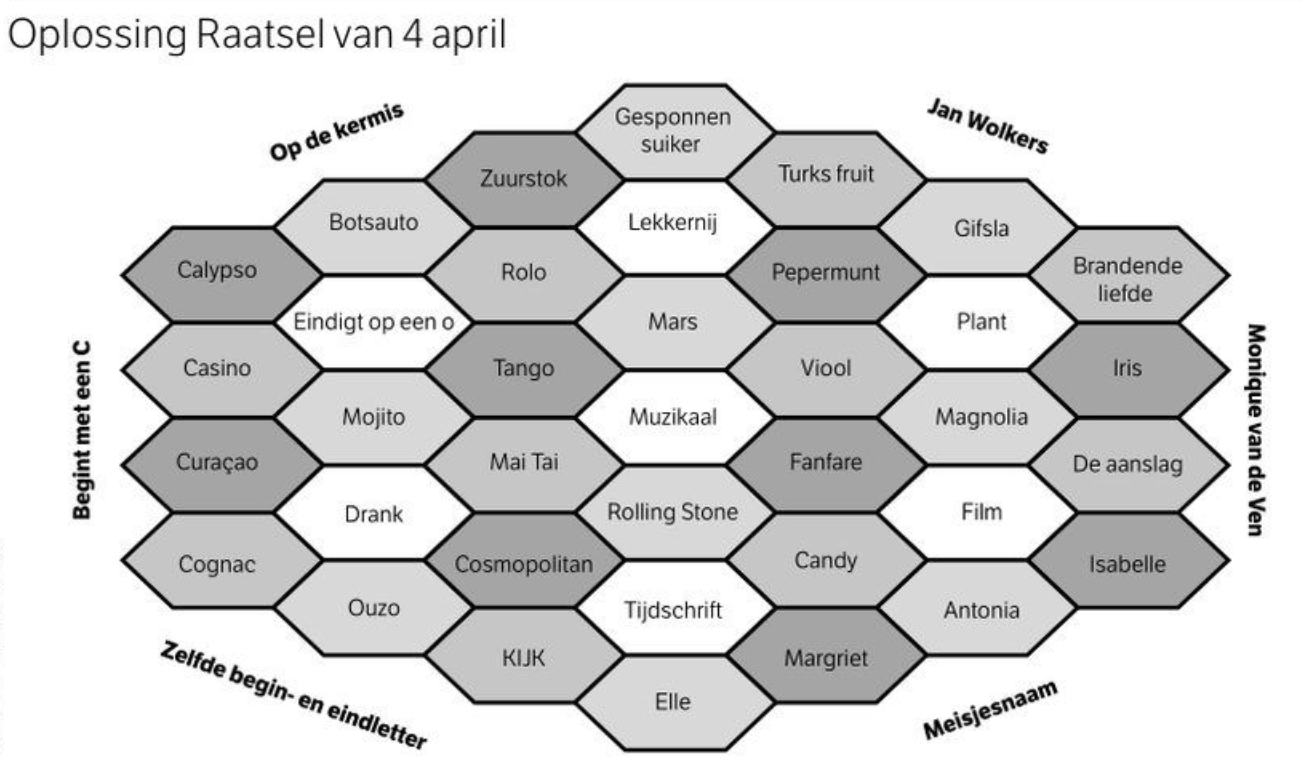 Oplossing Raatsel van 4 april
Op de kermis
Jan Wolkers
Gesponnen
suiker
Zuurstok
Turks fruit
Botsauto
Lekkernij
Gifsla
Calypso
Rolo
Pepermunt
Brandende
liefde
Eindigt op een o
Mars
Plant
Casino
Tango
Viool
Iris
Mojito
Muzikaal
Magnolia
Curaçao
Mai Tai
Fanfare
De aanslag
Drank
Rolling Stone
Film
Cognac
Cosmopolitan
Candy
Isabelle
Ouzo
Tijdschrift
Antonia
KIJK
Margriet
Elle
Begint met een C
Monique van de Ven
Zelfde begin- en eindletter
Meisjesnaam